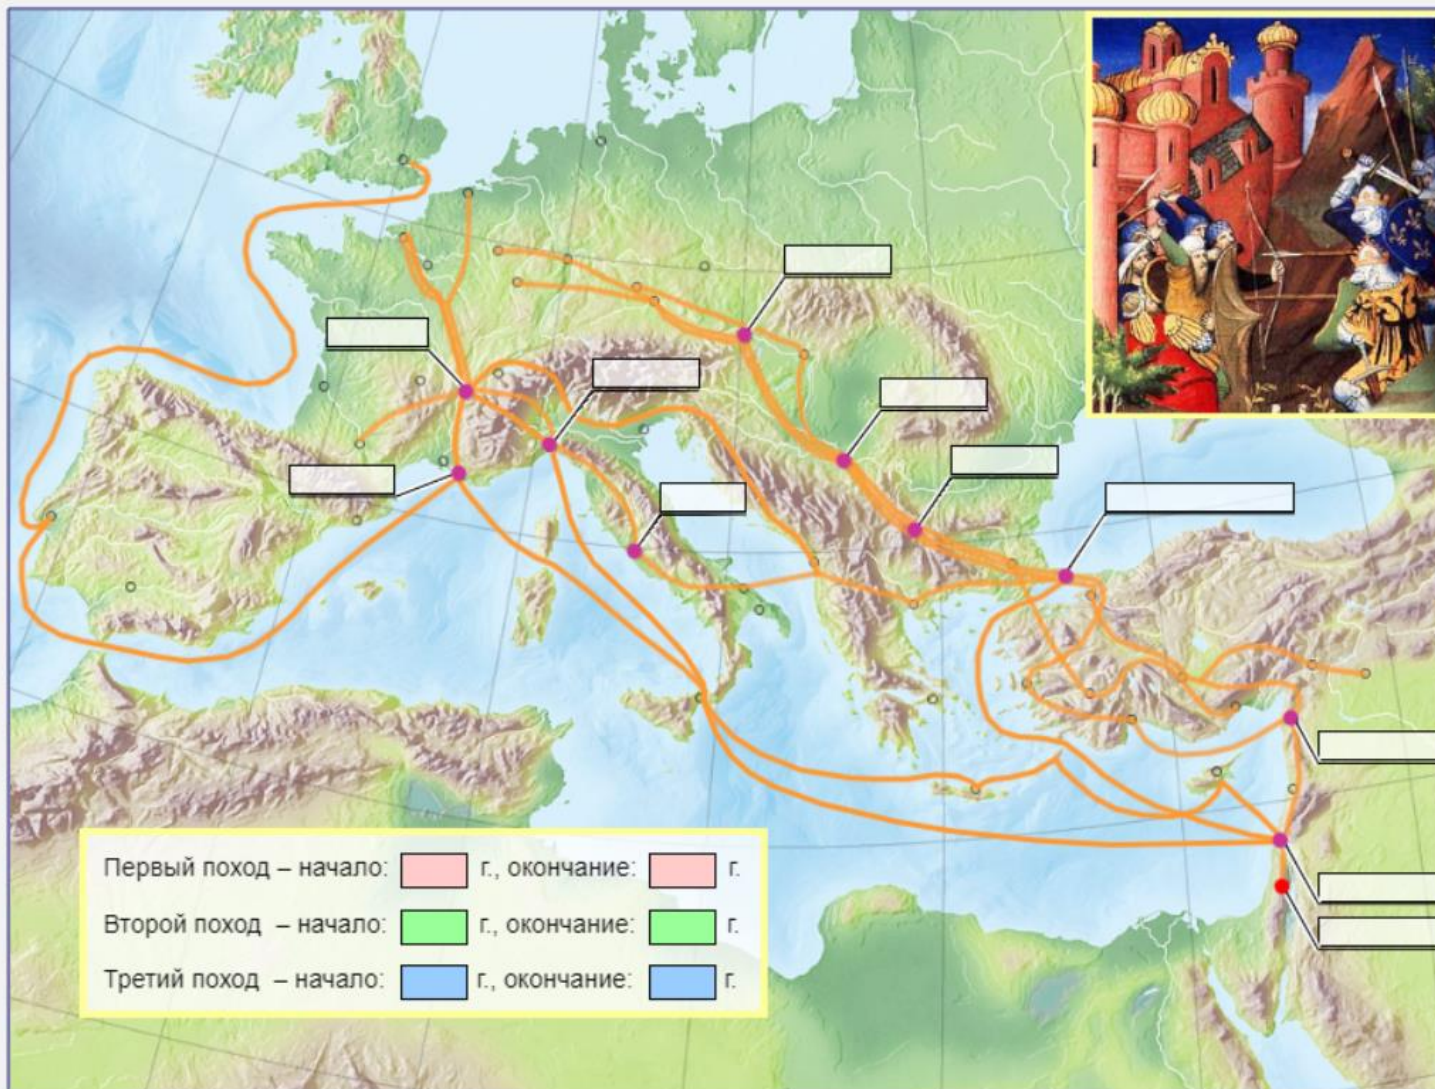 Первый поход – начало: г., окончание: г.
Второй поход – начало: г., окончание: г.
Третий поход – начало: г., окончание: г.